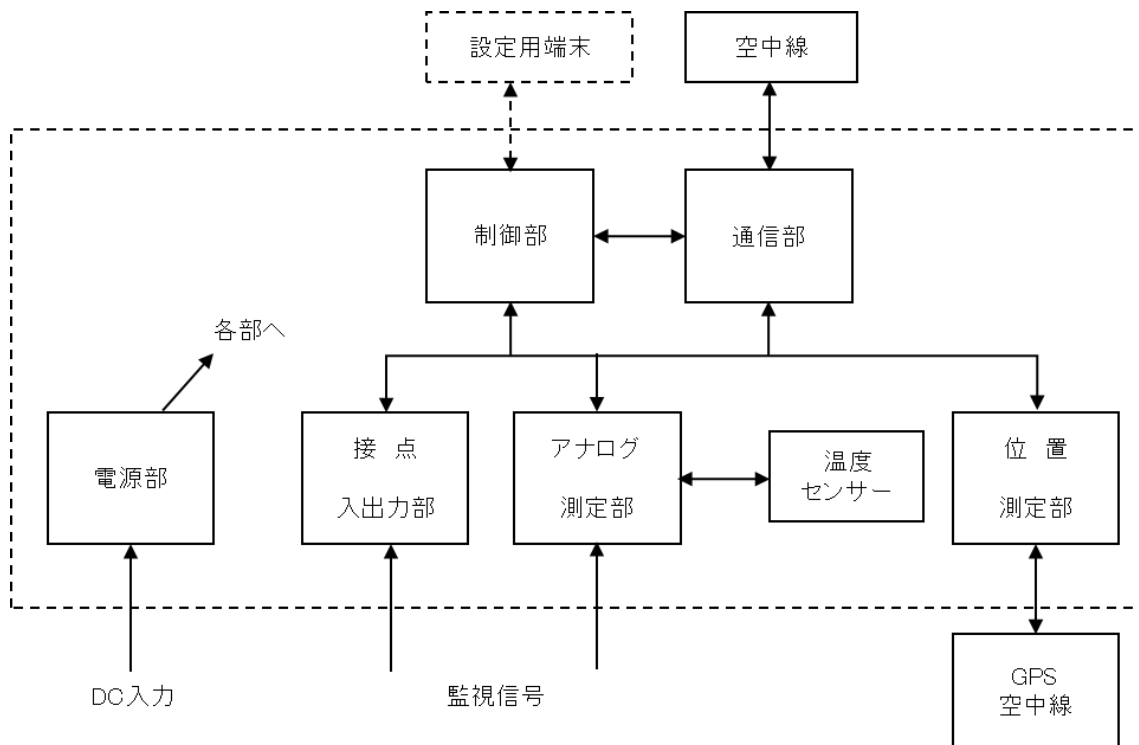 設定用端末
空中線
制御部
通信部
各部へ
電源部
接 点
入出力部
アナログ
測定部
温度
センサー
位 置
測定部
DC入力
監視信号
GPS
空中線